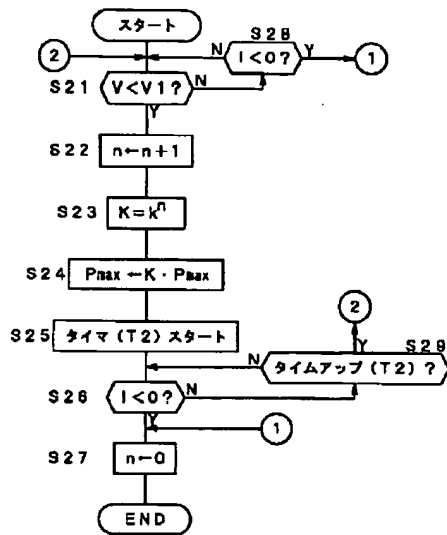 スタート
S28
2
N
I<0?
Y
1
S21
V<V1?
N
Y
S22
n←n+1
S23
K=kⁿ
S24
Pmax←K・Pmax
2
S25
タイマ(T2)スタート
Y
S29
N
タイムアップ(T2)?
S26
I<0?
N
Y
1
S27
n←0
END